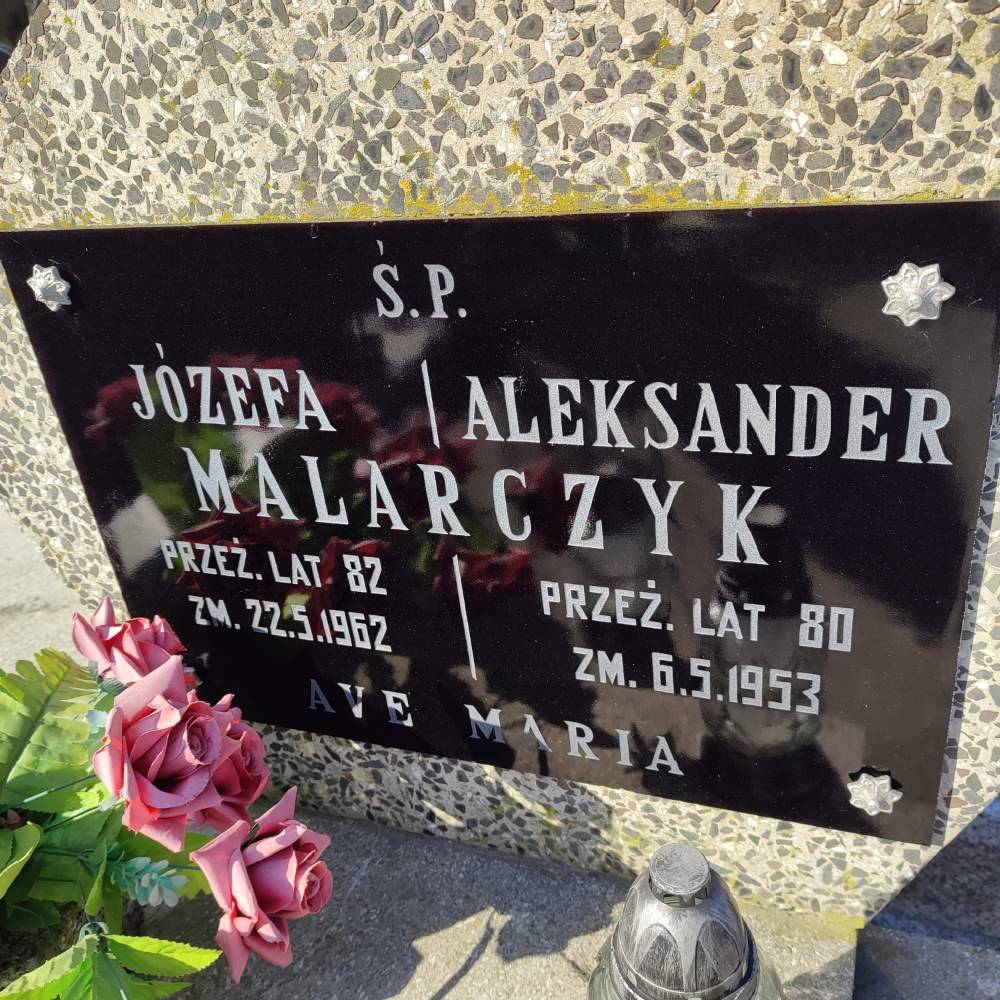 Ś.P.
JÓZEFA | ALEKSANDER
MALARCZYK
PRZEŻ. LAT 82 | PRZEŻ. LAT 80
ZM. 22.5.1962 | ZM. 6.5.1953
AVE MARIA